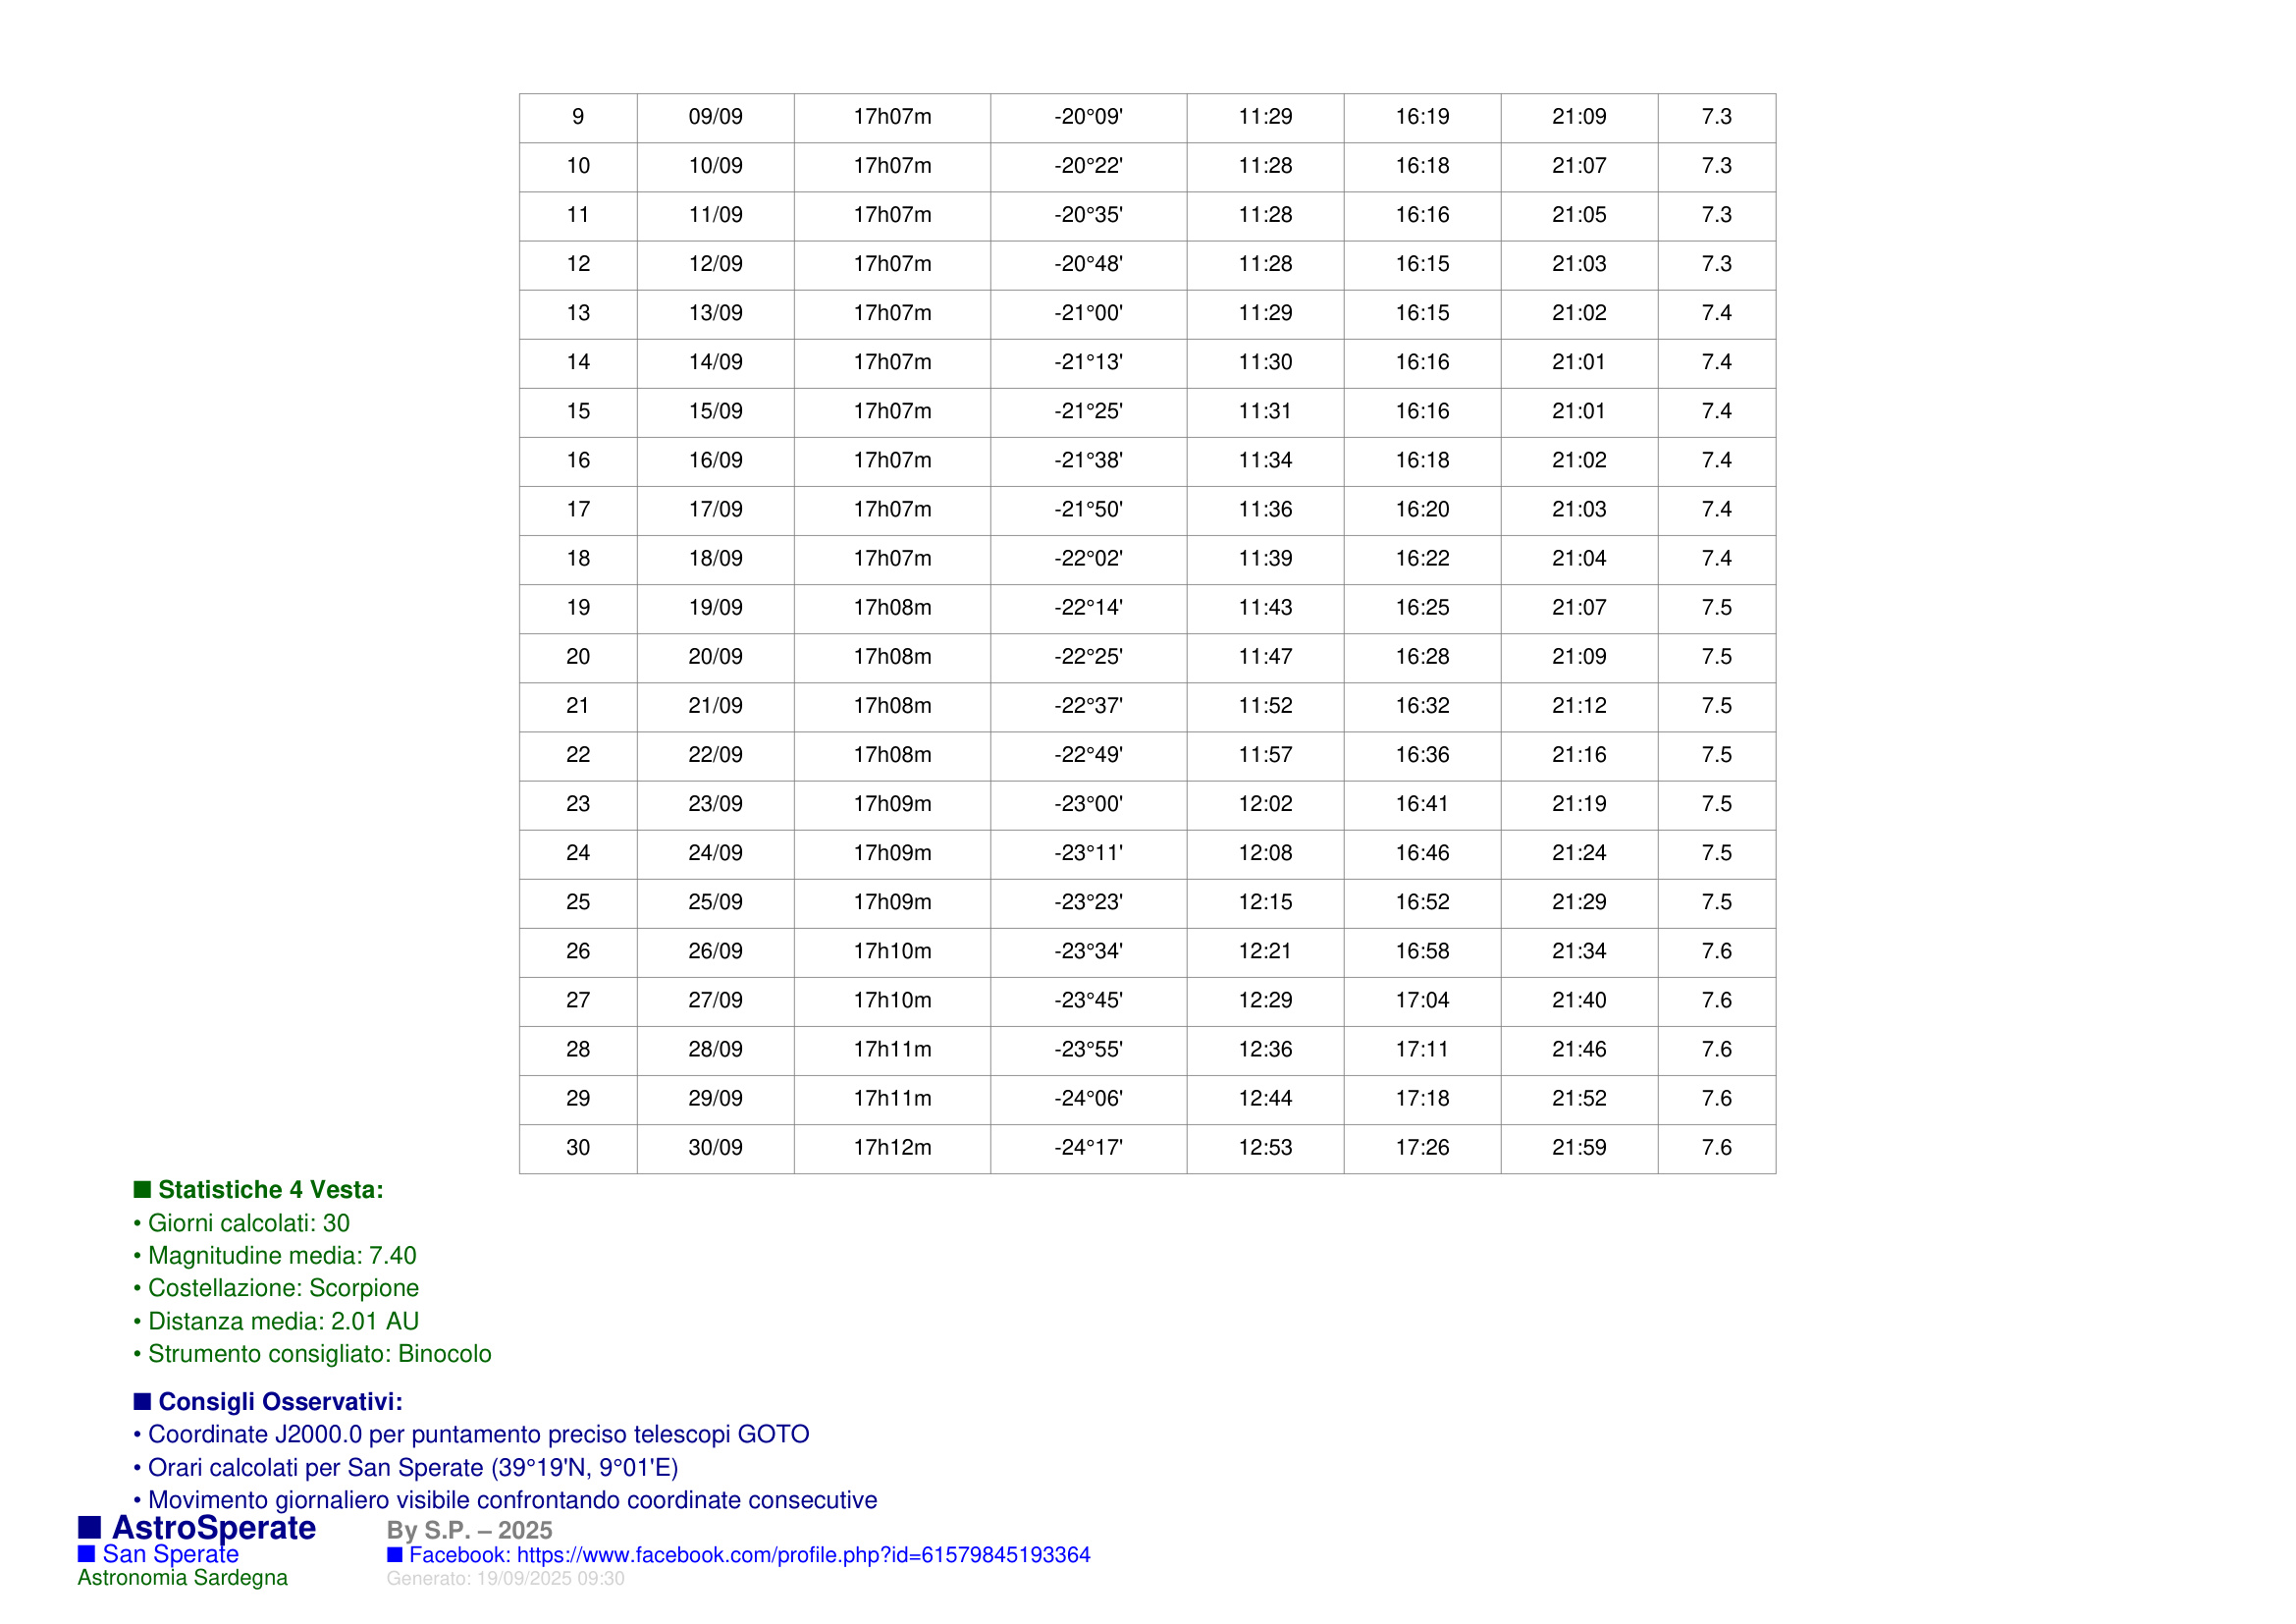 9 09/09 17h07m -20°09' 11:29 16:19 21:09 7.3
10 10/09 17h07m -20°22' 11:28 16:18 21:07 7.3
11 11/09 17h07m -20°35' 11:28 16:16 21:05 7.3
12 12/09 17h07m -20°48' 11:28 16:15 21:03 7.3
13 13/09 17h07m -21°00' 11:29 16:15 21:02 7.4
14 14/09 17h07m -21°13' 11:30 16:16 21:01 7.4
15 15/09 17h07m -21°25' 11:31 16:16 21:01 7.4
16 16/09 17h07m -21°38' 11:34 16:18 21:02 7.4
17 17/09 17h07m -21°50' 11:36 16:20 21:03 7.4
18 18/09 17h07m -22°02' 11:39 16:22 21:04 7.4
19 19/09 17h08m -22°14' 11:43 16:25 21:07 7.5
20 20/09 17h08m -22°25' 11:47 16:28 21:09 7.5
21 21/09 17h08m -22°37' 11:52 16:32 21:12 7.5
22 22/09 17h08m -22°49' 11:57 16:36 21:16 7.5
23 23/09 17h09m -23°00' 12:02 16:41 21:19 7.5
24 24/09 17h09m -23°11' 12:08 16:46 21:24 7.5
25 25/09 17h09m -23°23' 12:15 16:52 21:29 7.5
26 26/09 17h10m -23°34' 12:21 16:58 21:34 7.6
27 27/09 17h10m -23°45' 12:29 17:04 21:40 7.6
28 28/09 17h11m -23°55' 12:36 17:11 21:46 7.6
29 29/09 17h11m -24°06' 12:44 17:18 21:52 7.6
30 30/09 17h12m -24°17' 12:53 17:26 21:59 7.6
■ Statistiche 4 Vesta:
• Giorni calcolati: 30
• Magnitudine media: 7.40
• Costellazione: Scorpione
• Distanza media: 2.01 AU
• Strumento consigliato: Binocolo
■ Consigli Osservativi:
• Coordinate J2000.0 per puntamento preciso telescopi GOTO
• Orari calcolati per San Sperate (39°19'N, 9°01'E)
• Movimento giornaliero visibile confrontando coordinate consecutive
■ AstroSperate By S.P. – 2025
■ San Sperate ■ Facebook: https://www.facebook.com/profile.php?id=61579845193364
Astronomia Sardegna Generato: 19/09/2025 09:30